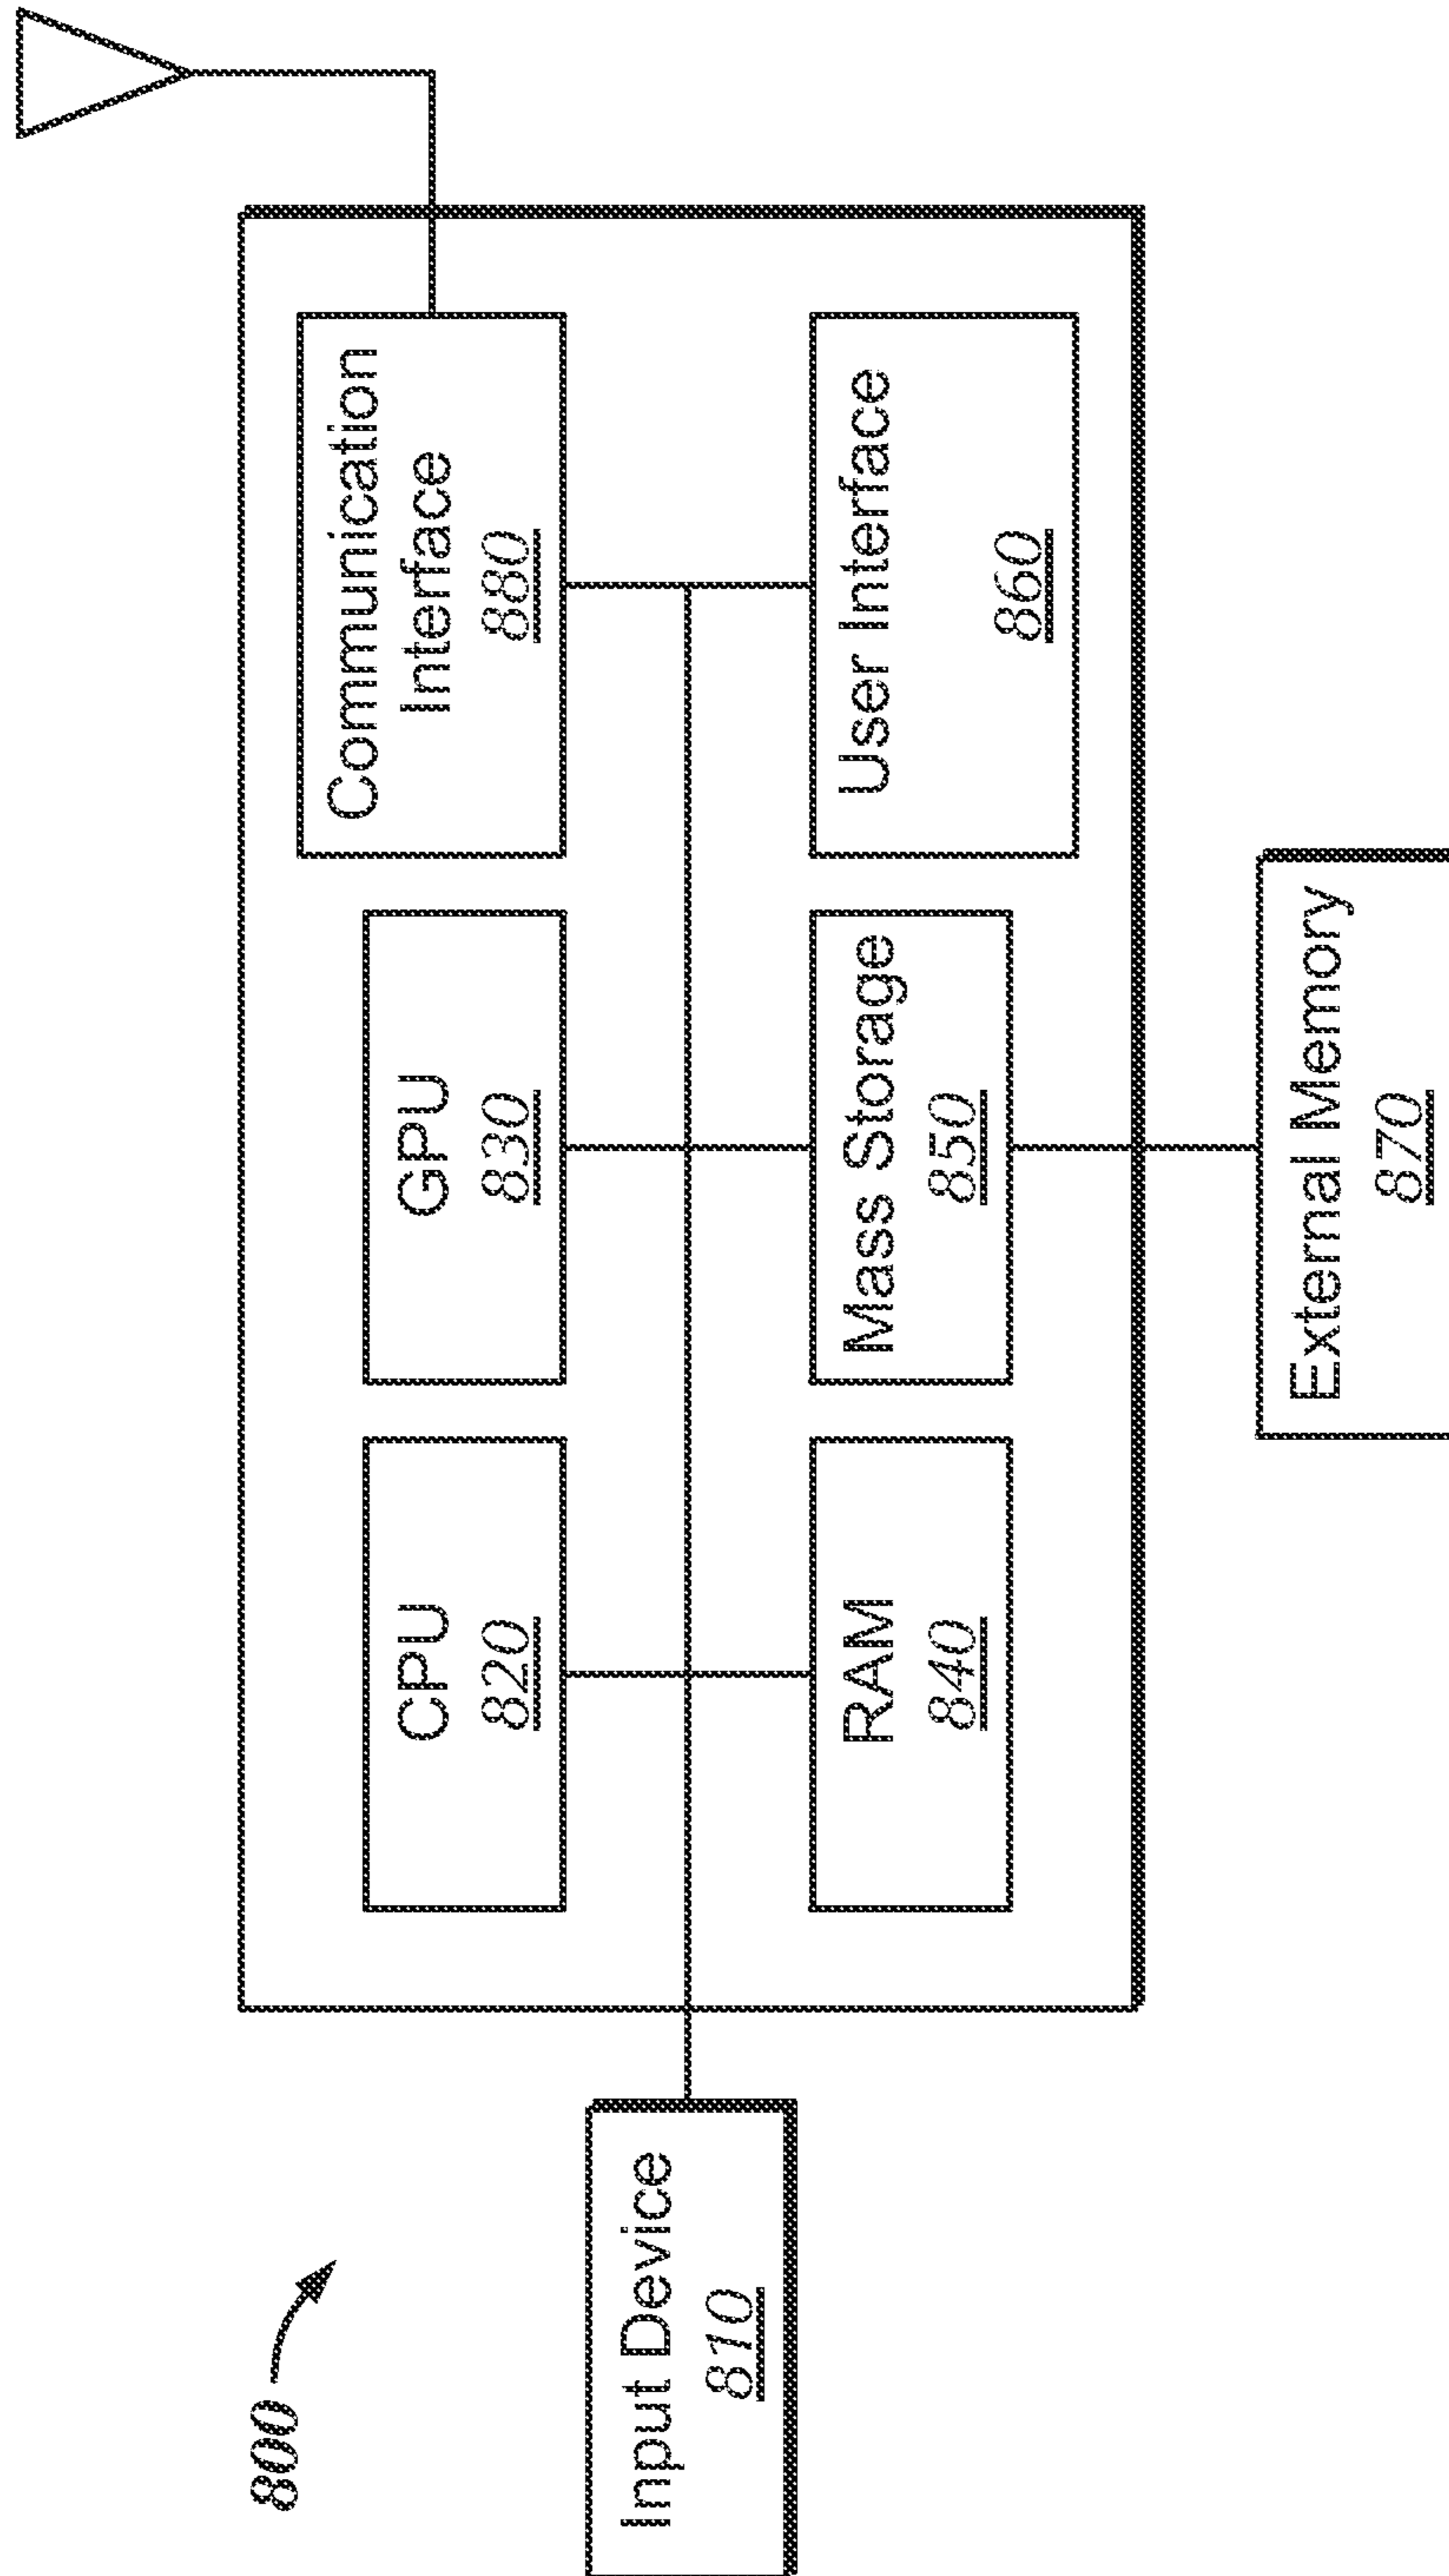 800
Input Device
810
CPU
820
GPU
830
Communication
Interface
880
RAM
840
Mass Storage
850
User Interface
860
External Memory
870